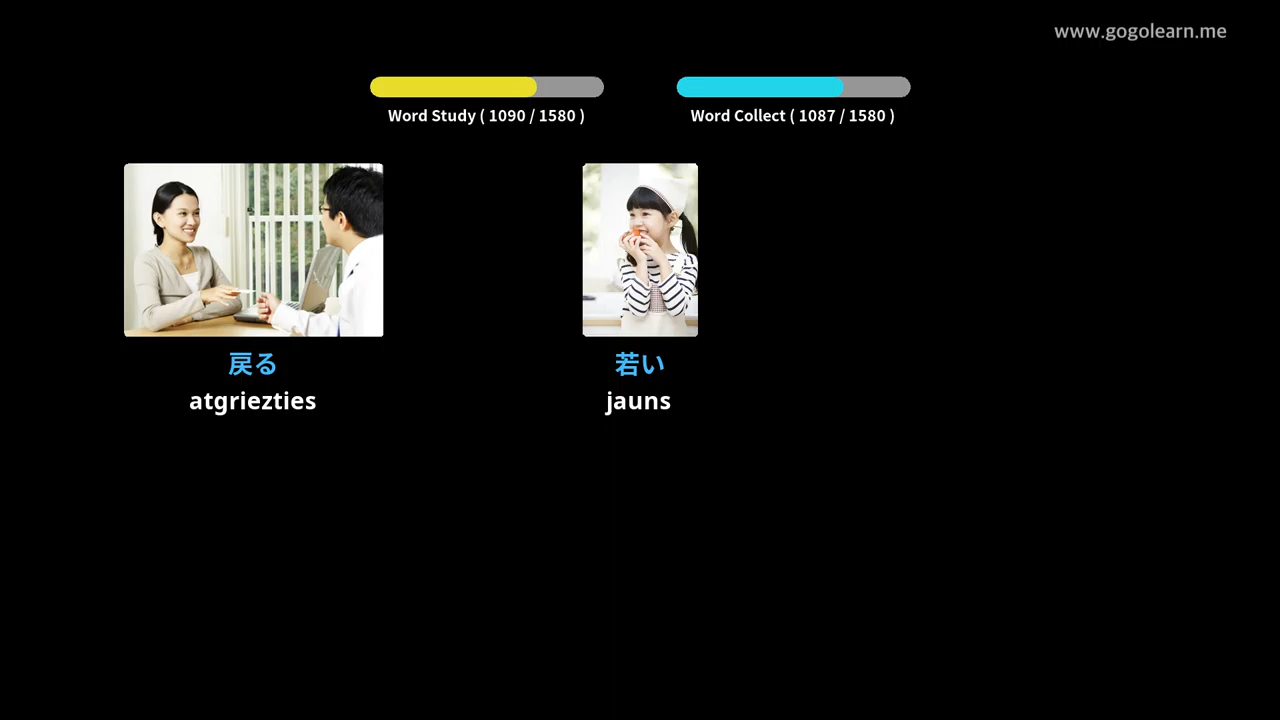 www.gogolearn.me
Word Study ( 1090 / 1580 )
Word Collect ( 1087 / 1580 )
戻る
atgriezties
若い
jauns